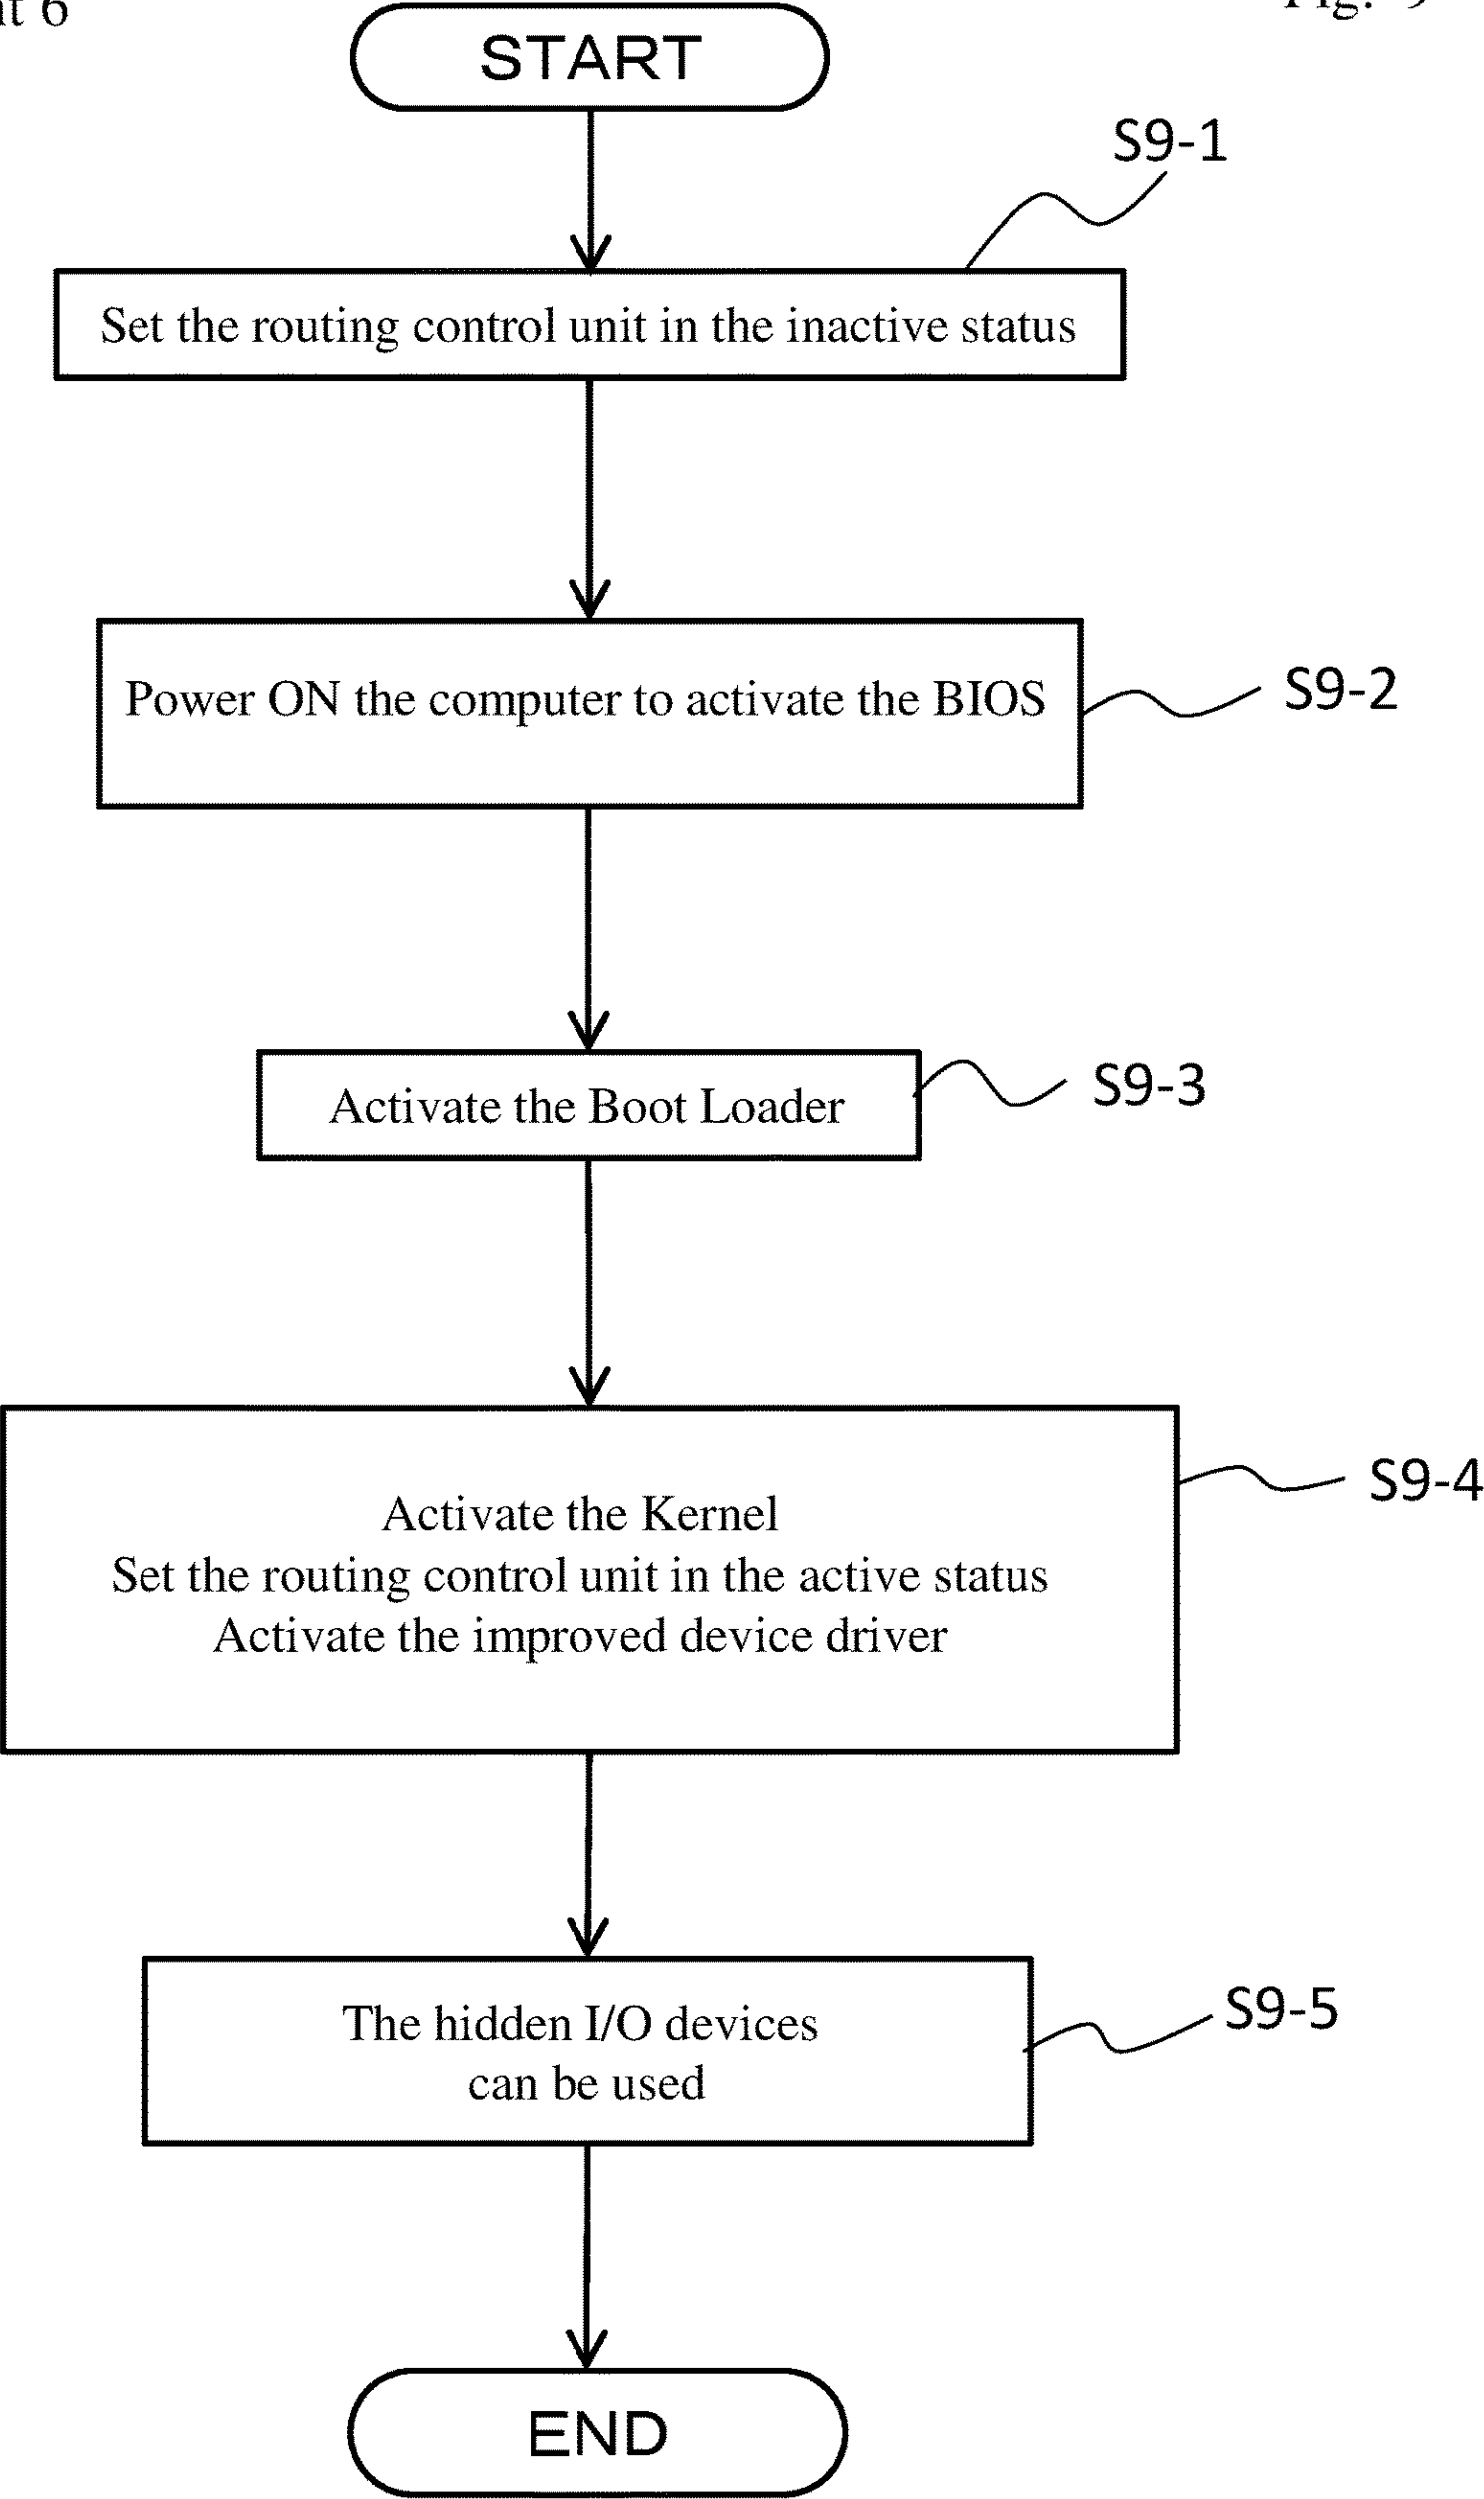 6
START
S9-1
Set the routing control unit in the inactive status
Power ON the computer to activate the BIOS
S9-2
Activate the Boot Loader
S9-3
Activate the Kernel
Set the routing control unit in the active status
Activate the improved device driver
S9-4
The hidden I/O devices
can be used
S9-5
END